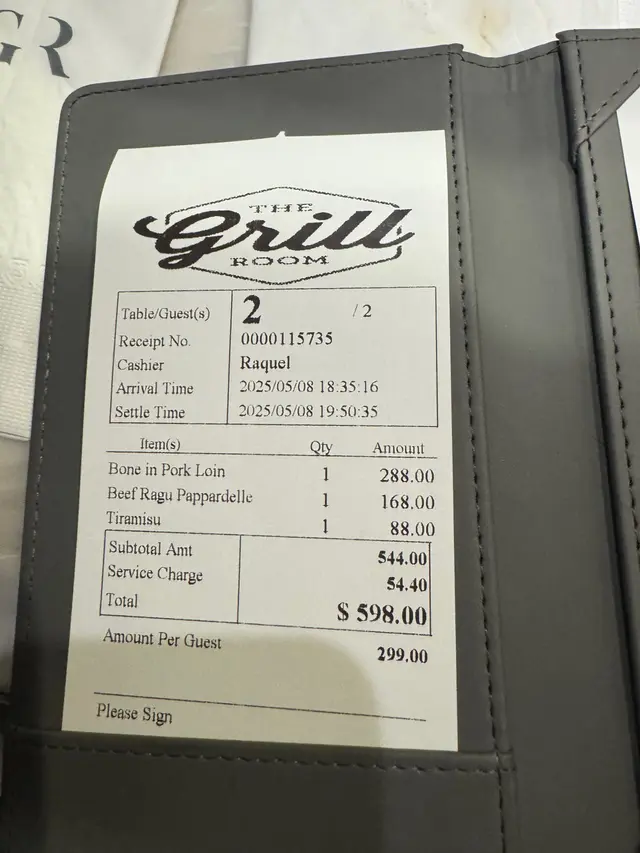 GR
THE
Grill
ROOM
Table/Guest(s) 2 / 2
Receipt No. 0000115735
Cashier Raquel
Arrival Time 2025/05/08 18:35:16
Settle Time 2025/05/08 19:50:35
Item(s) Qty Amount
Bone in Pork Loin 1 288.00
Beef Ragu Pappardelle 1 168.00
Tiramisu 1 88.00
Subtotal Amt 544.00
Service Charge 54.40
Total $ 598.00
Amount Per Guest 299.00
Please Sign